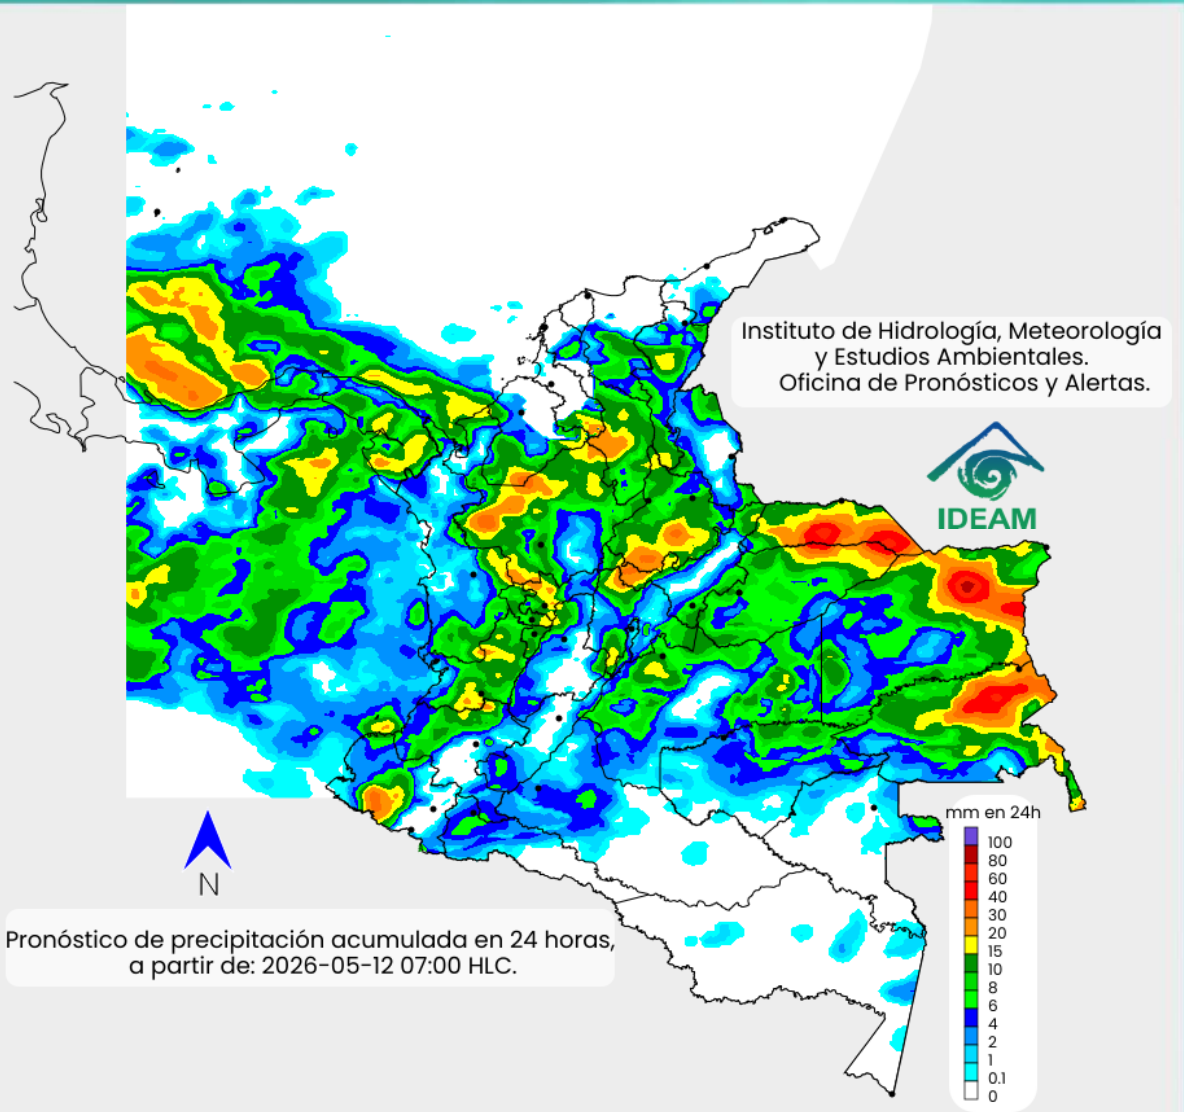 Instituto de Hidrología, Meteorología
y Estudios Ambientales.
Oficina de Pronósticos y Alertas.
IDEAM
mm en 24h
100
80
60
40
30
20
15
10
8
6
4
2
1
0.1
0
N
Pronóstico de precipitación acumulada en 24 horas,
a partir de: 2026-05-12 07:00 HLC.